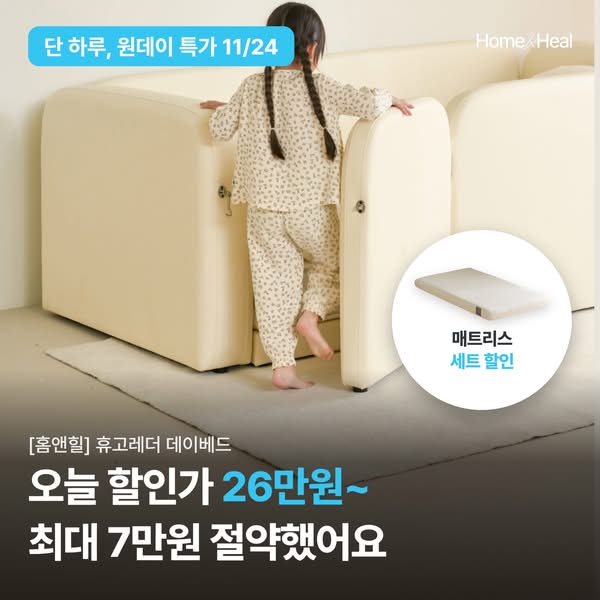 단 하루, 원데이 특가 11/24
Home&Heal
매트리스
세트 할인
[홈앤힐] 휴고레더 데이베드
오늘 할인가 26만원~
최대 7만원 절약했어요